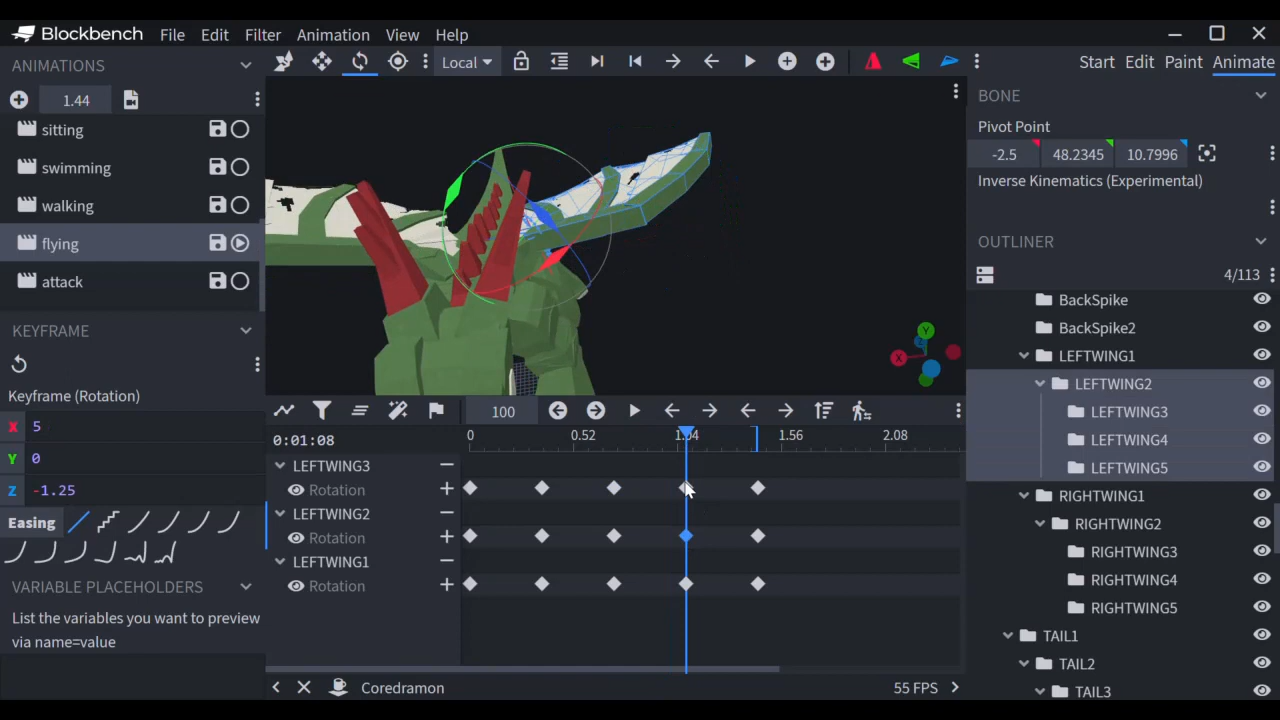 Blockbench File Edit Filter Animation View Help
ANIMATIONS
Local
Start Edit Paint Animate
1.44
sitting
swimming
walking
flying
attack
BONE
Pivot Point
-2.5 48.2345 10.7996
Inverse Kinematics (Experimental)
OUTLINER
4/113
BackSpike
BackSpike2
LEFTWING1
LEFTWING2
LEFTWING3
LEFTWING4
LEFTWING5
RIGHTWING1
RIGHTWING2
RIGHTWING3
RIGHTWING4
RIGHTWING5
TAIL1
TAIL2
TAIL3
X
Y
KEYFRAME
Keyframe (Rotation)
X 5
Y 0
Z -1.25
Easing
VARIABLE PLACEHOLDERS
List the variables you want to preview
via name=value
100
0:01:08
0 0.52 1.04 1.56 2.08
LEFTWING3
Rotation
LEFTWING2
Rotation
LEFTWING1
Rotation
Coredramon
55 FPS